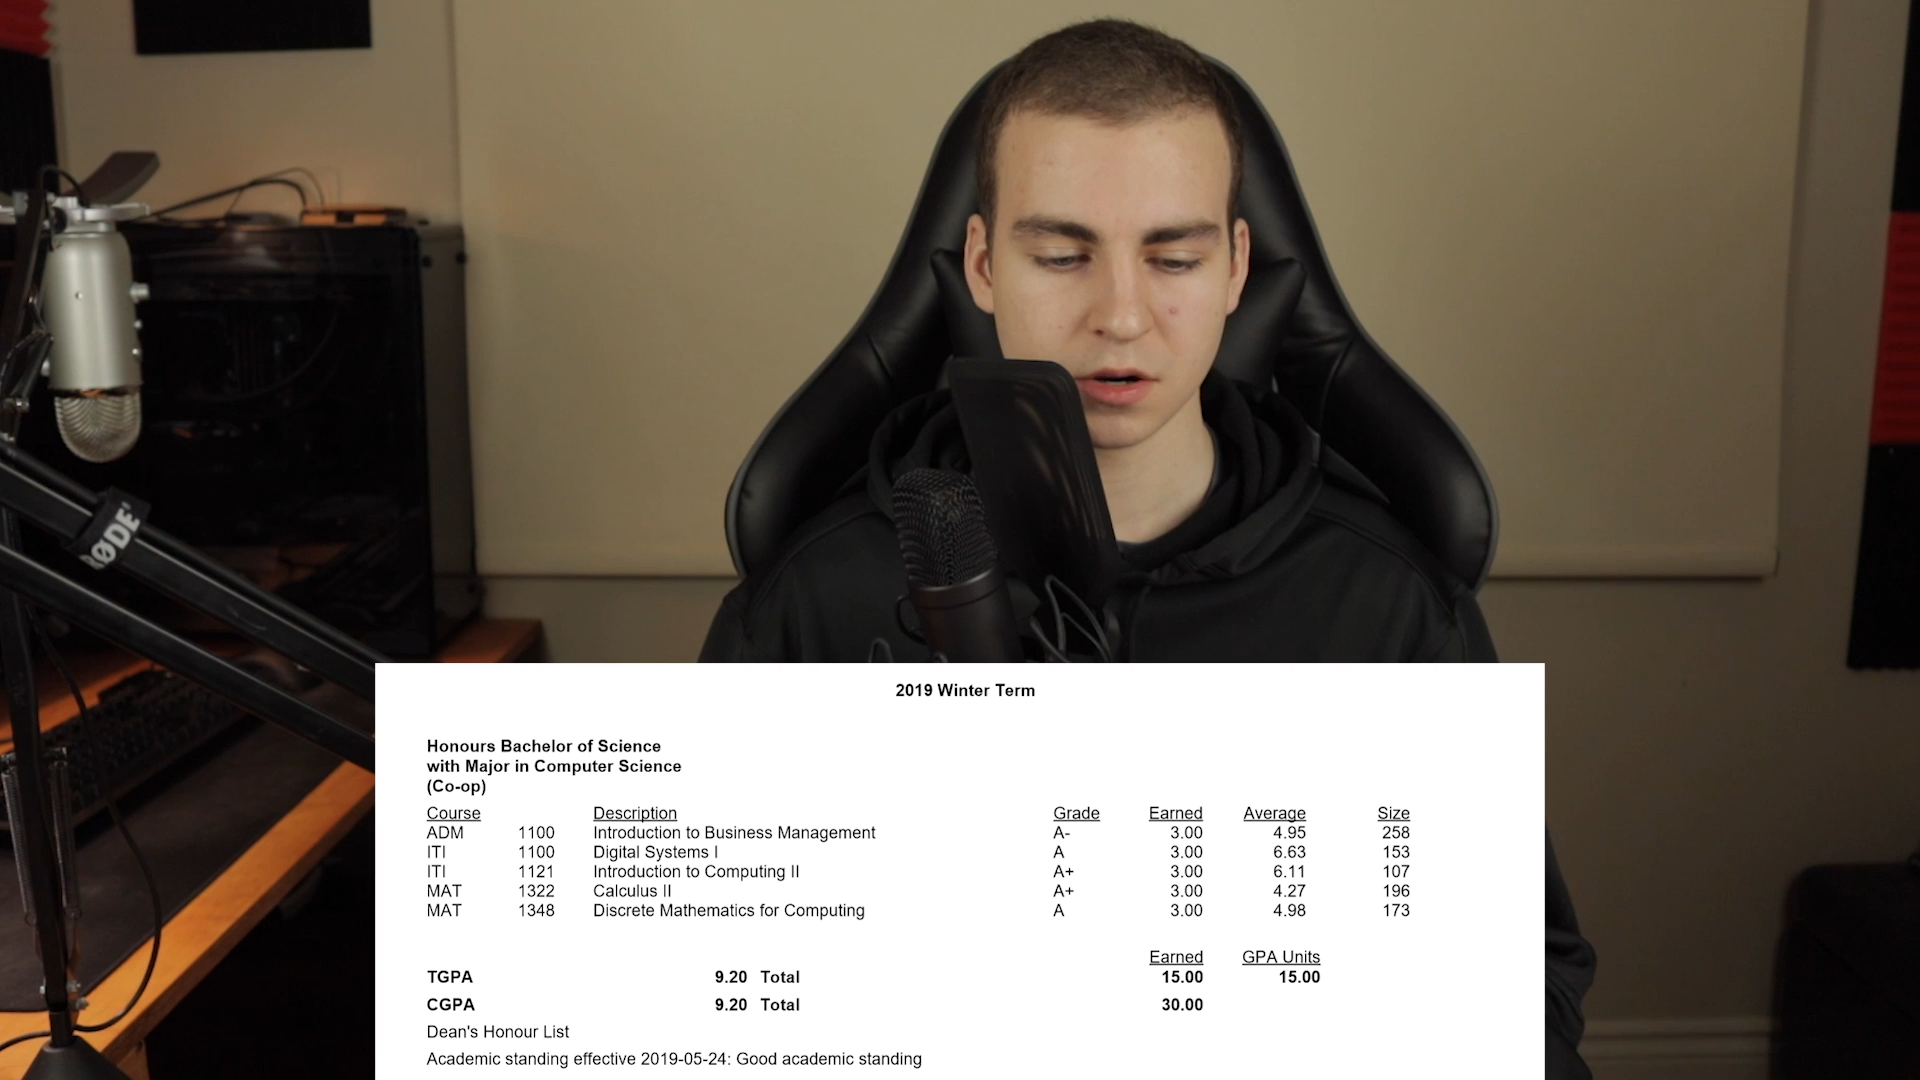 RØDE
2019 Winter Term
Honours Bachelor of Science
with Major in Computer Science
(Co-op)
Course Description Grade Earned Average Size
ADM 1100 Introduction to Business Management A- 3.00 4.95 258
ITI 1100 Digital Systems I A 3.00 6.63 153
ITI 1121 Introduction to Computing II A+ 3.00 6.11 107
MAT 1322 Calculus II A+ 3.00 4.27 196
MAT 1348 Discrete Mathematics for Computing A 3.00 4.98 173
Earned GPA Units
TGPA 9.20 Total 15.00 15.00
CGPA 9.20 Total 30.00
Dean's Honour List
Academic standing effective 2019-05-24: Good academic standing